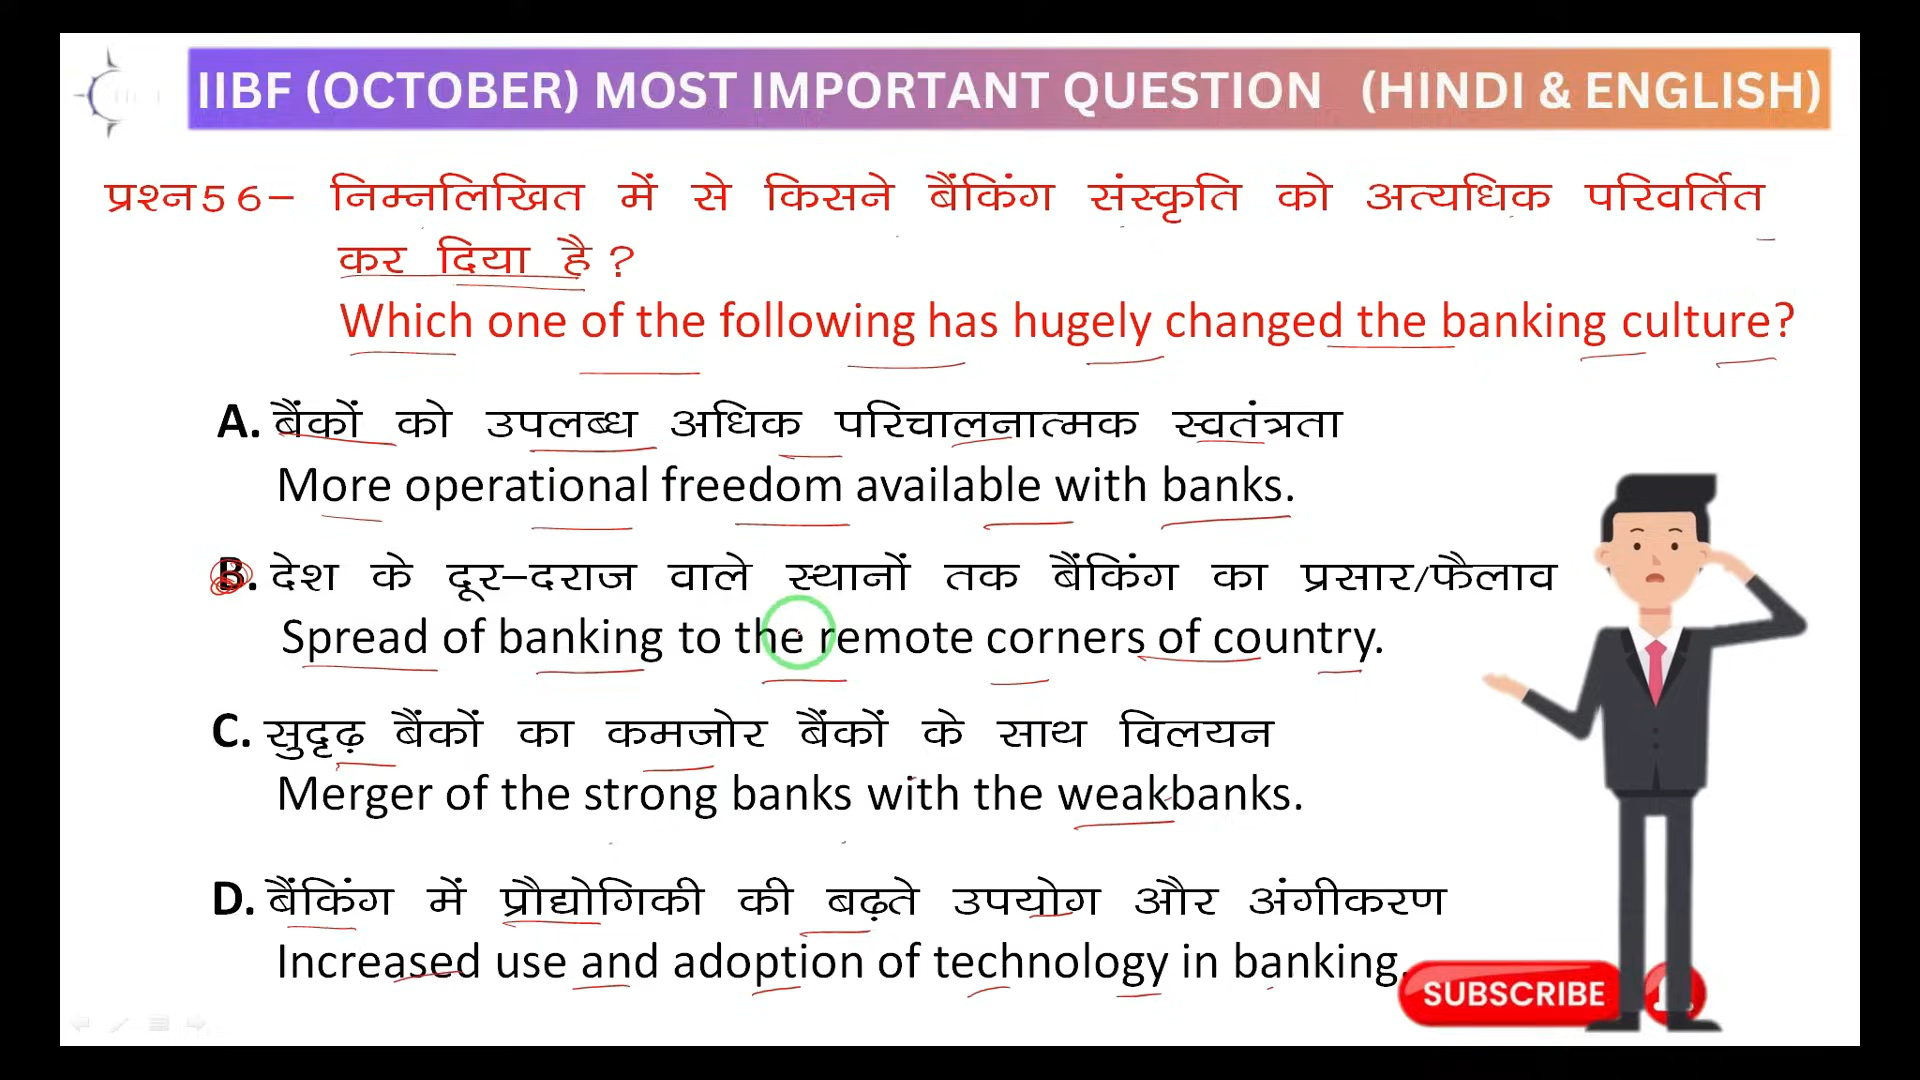 IIBF (OCTOBER) MOST IMPORTANT QUESTION (HINDI & ENGLISH)
प्रश्न56– निम्नलिखित में से किसने बैंकिंग संस्कृति को अत्यधिक परिवर्तित
कर दिया है?
Which one of the following has hugely changed the banking culture?
A. बैंकों को उपलब्ध अधिक परिचालनात्मक स्वतंत्रता
More operational freedom available with banks.
B. देश के दूर–दराज वाले स्थानों तक बैंकिंग का प्रसार/फैलाव
Spread of banking to the remote corners of country.
C. सुदृढ़ बैंकों का कमजोर बैंकों के साथ विलयन
Merger of the strong banks with the weakbanks.
D. बैंकिंग में प्रौद्योगिकी की बढ़ते उपयोग और अंगीकरण
Increased use and adoption of technology in banking.
SUBSCRIBE